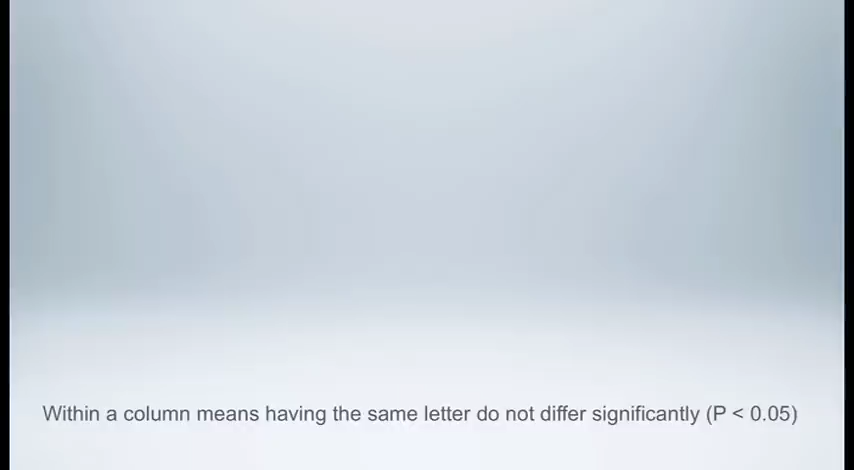 Within a column means having the same letter do not differ significantly (P < 0.05)